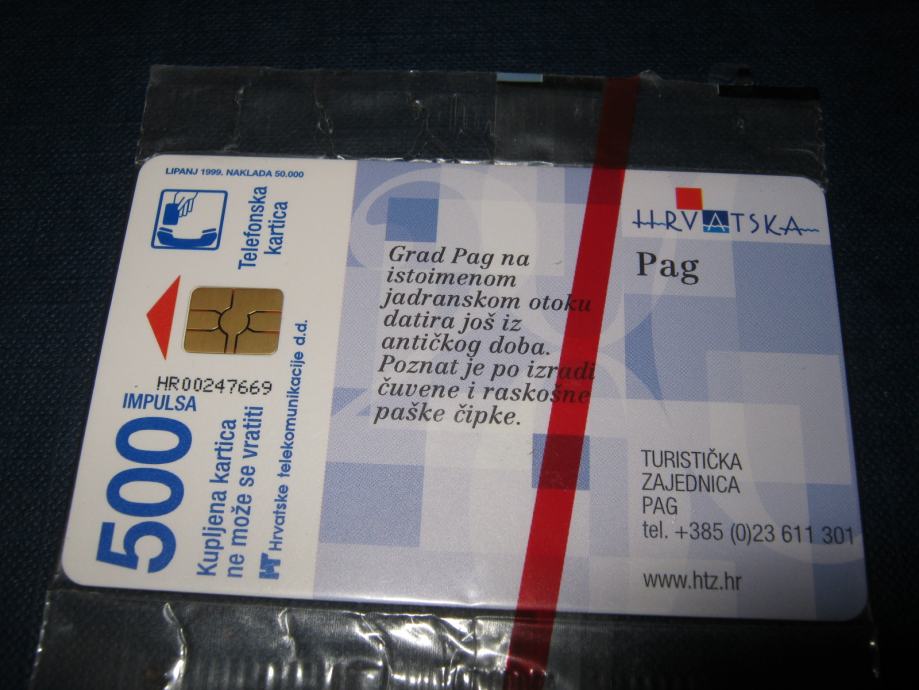 LIPANJ 1999. NAKLADA 50.000
Telefonska
kartica
HR00247669
IMPULSA
500
Kupljena kartica
ne može se vratiti
HT Hrvatske telekomunikacije d.d.
Grad Pag na
istoimenom
jadranskom otoku
datira još iz
antičkog doba.
Poznat je po izradi
čuvene i raskošne
paške čipke.
HRVATSKA
Pag
TURISTIČKA
ZAJEDNICA
PAG
tel. +385 (0)23 611 301
www.htz.hr